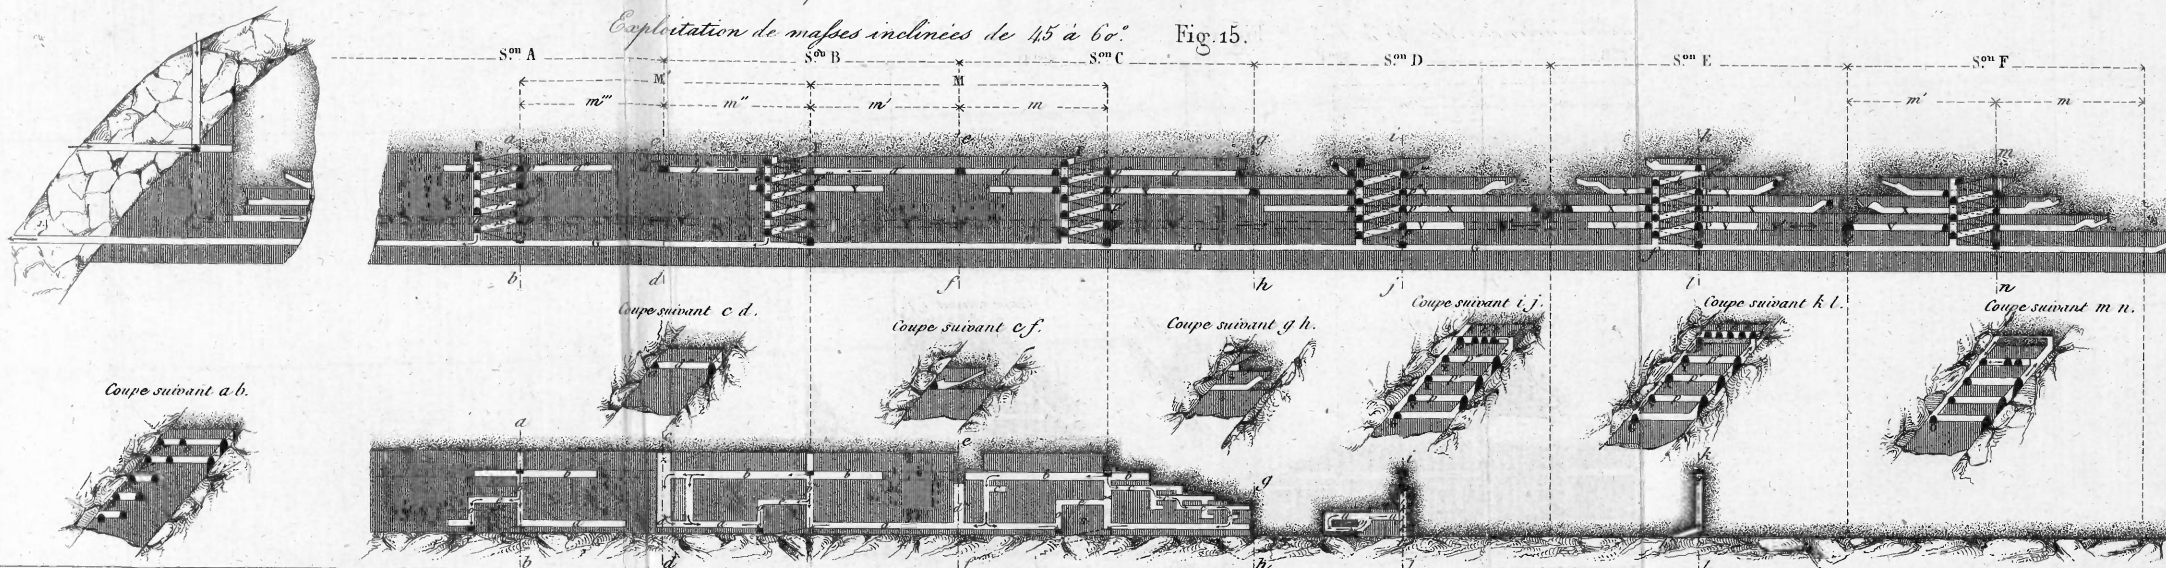 Exploitation de masses inclinées de 45 à 60°. Fig. 15.
S.on A S.on B S.on C S.on D S.on E S.on F
M' M
m''' m'' m' m m' m
a c e g i k m
b d f h j l n
Coupe suivant c d.
Coupe suivant e f.
Coupe suivant g h.
Coupe suivant i j.
Coupe suivant k l.
Coupe suivant m n.
Coupe suivant a b.
a c e g i k
b d h j l